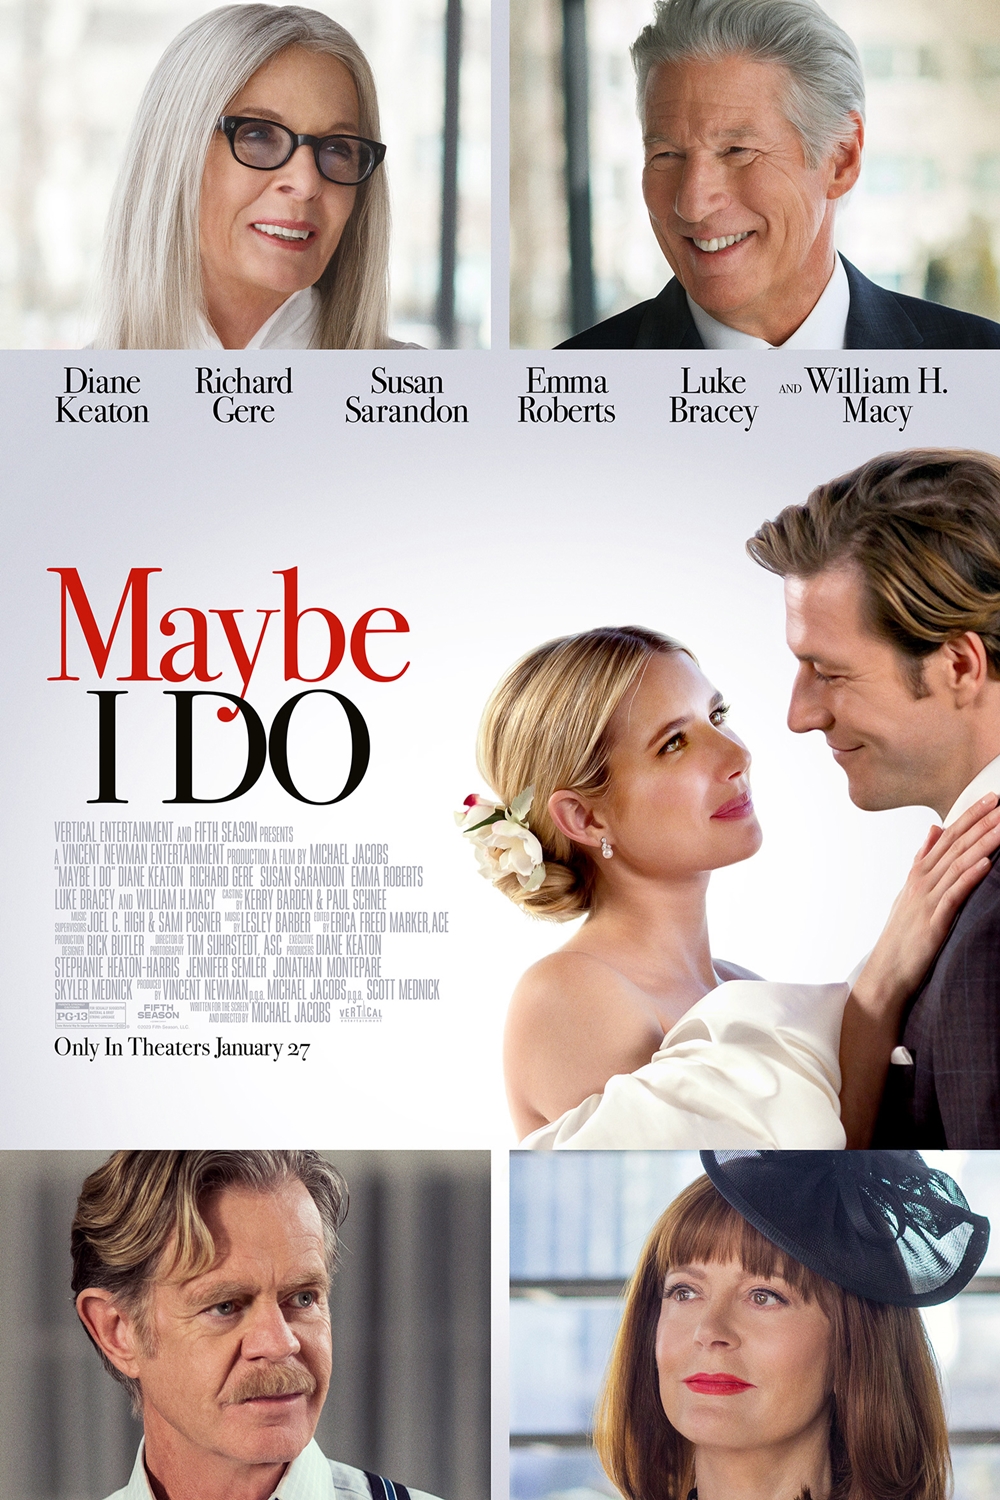 Diane Keaton
Richard Gere
Susan Sarandon
Emma Roberts
Luke Bracey
AND William H. Macy
Maybe
I DO
VERTICAL ENTERTAINMENT AND FIFTH SEASON PRESENTS
A VINCENT NEWMAN ENTERTAINMENT PRODUCTION A FILM BY MICHAEL JACOBS
"MAYBE I DO" DIANE KEATON RICHARD GERE SUSAN SARANDON EMMA ROBERTS
LUKE BRACEY AND WILLIAM H.MACY CASTING BY KERRY BARDEN & PAUL SCHNEE
MUSIC SUPERVISORS JOEL C. HIGH & SAMI POSNER MUSIC BY LESLEY BARBER EDITED BY ERICA FREED MARKER, ACE
PRODUCTION DESIGNER RICK BUTLER DIRECTOR OF PHOTOGRAPHY TIM SUHRSTEDT, ASC EXECUTIVE PRODUCERS DIANE KEATON
STEPHANIE HEATON-HARRIS JENNIFER SEMLER JONATHAN MONTEPARE
SKYLER MEDNICK PRODUCED BY VINCENT NEWMAN p.g.a. MICHAEL JACOBS p.g.a. SCOTT MEDNICK
PG-13 FIFTH SEASON WRITTEN FOR THE SCREEN AND DIRECTED BY MICHAEL JACOBS VERTICAL ENTERTAINMENT
Only In Theaters January 27